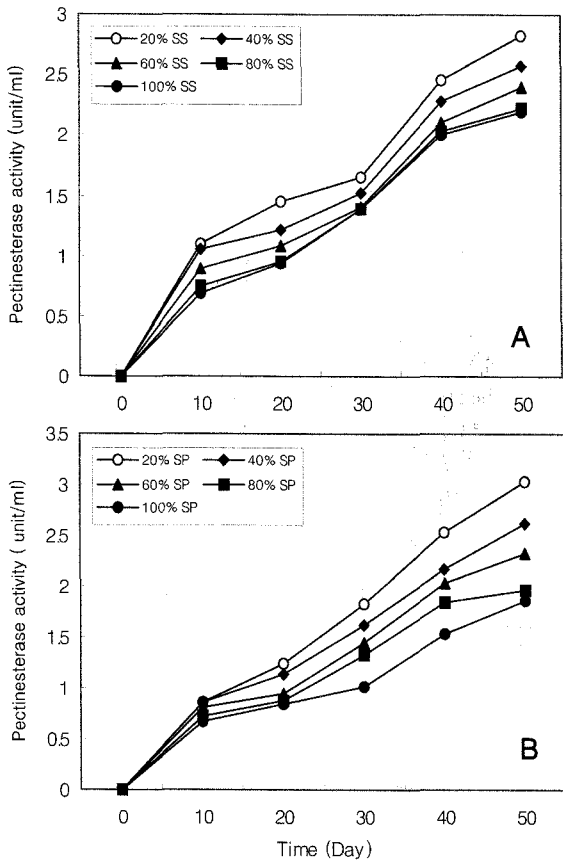 3
2.5
2
1.5
1
0.5
0
Pectinesterase activity (unit/ml)
20% SS 40% SS
60% SS 80% SS
100% SS
A
0 10 20 30 40 50
3.5
3
2.5
2
1.5
1
0.5
0
Pectinesterase activity ( unit/ml)
20% SP 40% SP
60% SP 80% SP
100% SP
B
0 10 20 30 40 50
Time (Day)